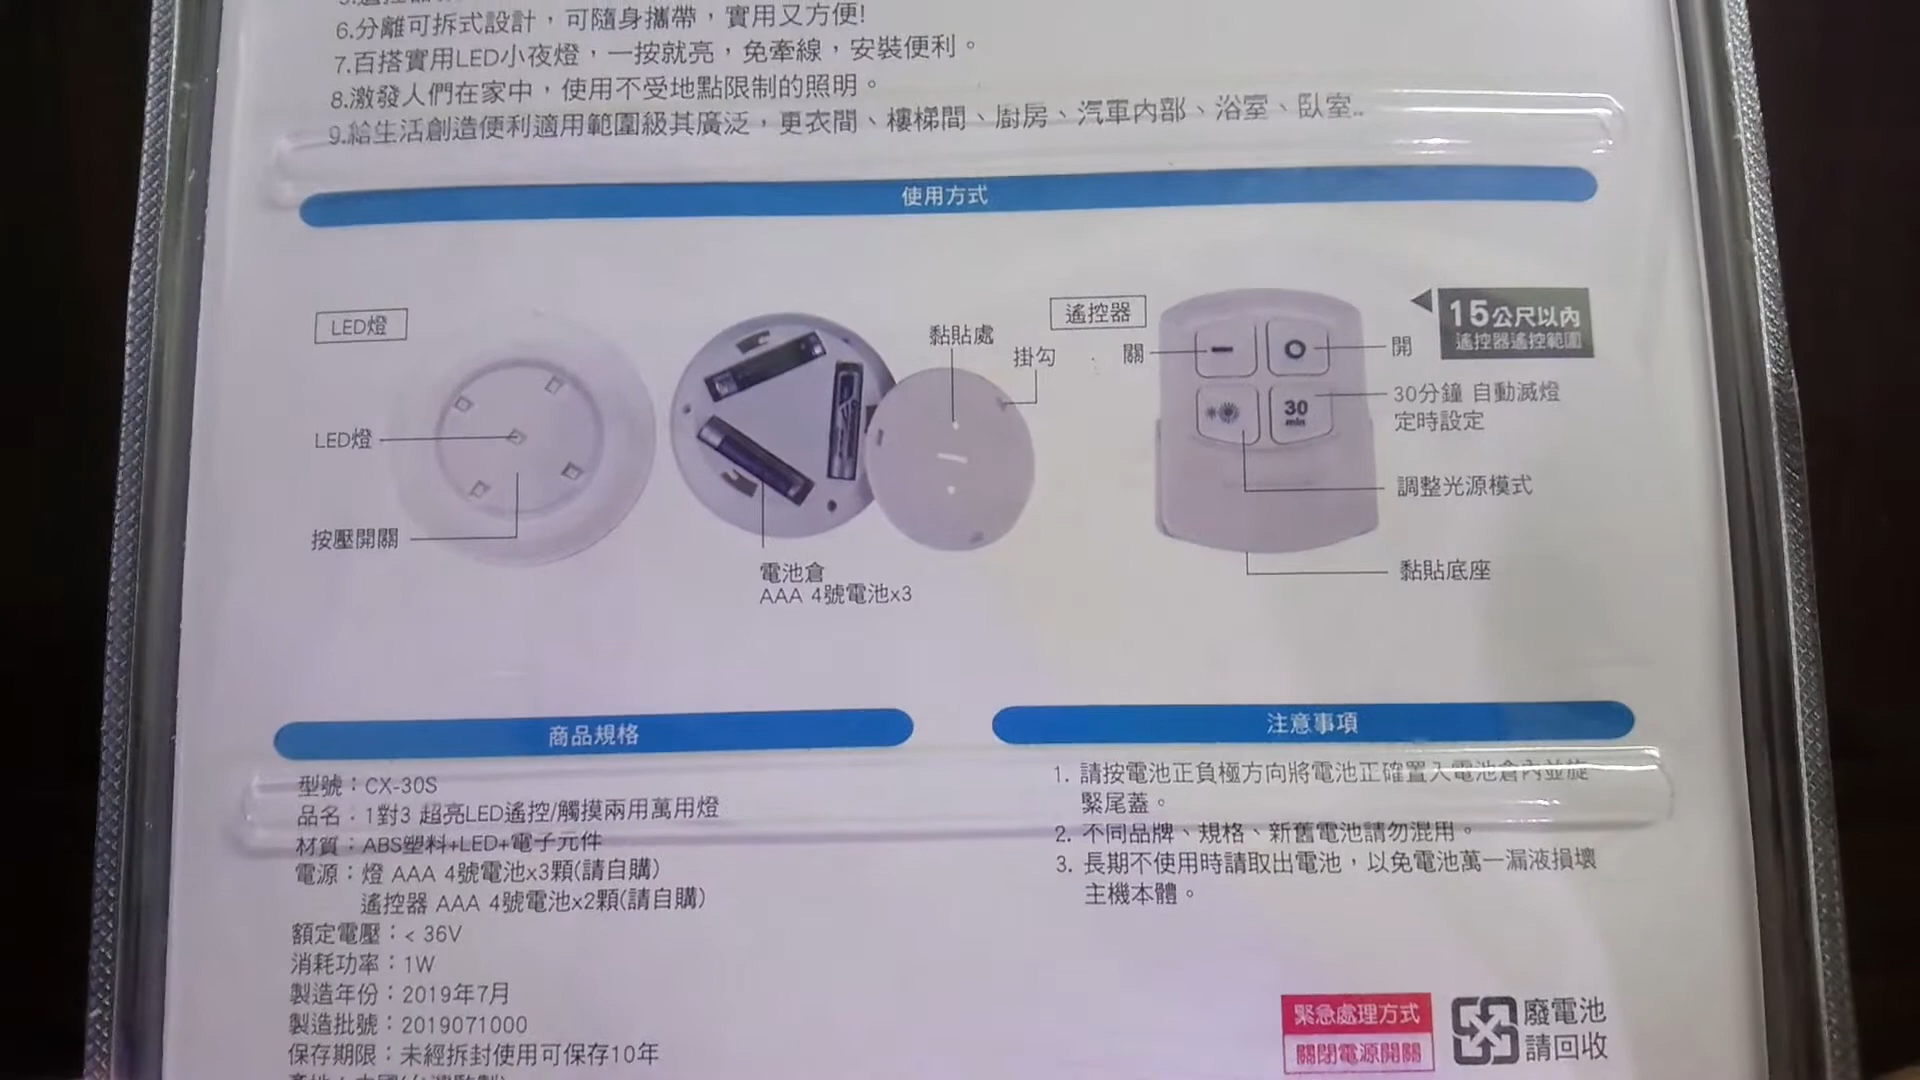 6.分離可拆式設計，可隨身攜帶，實用又方便!
7.百搭實用LED小夜燈，一按就亮，免牽線，安裝便利。
8.激發人們在家中，使用不受地點限制的照明。
9.給生活創造便利適用範圍級其廣泛，更衣間、樓梯間、廚房、汽車內部、浴室、臥室..
使用方式
LED燈
LED燈
按壓開關
黏貼處
掛勾
電池倉
AAA 4號電池x3
遙控器
關
開
30
min
15公尺以內
遙控器遙控範圍
30分鐘 自動滅燈
定時設定
調整光源模式
黏貼底座
商品規格
型號：CX-30S
品名：1對3 超亮LED遙控/觸摸兩用萬用燈
材質：ABS塑料+LED+電子元件
電源：燈 AAA 4號電池x3顆(請自購)
遙控器 AAA 4號電池x2顆(請自購)
額定電壓：< 36V
消耗功率：1W
製造年份：2019年7月
製造批號：2019071000
保存期限：未經拆封使用可保存10年
注意事項
1. 請按電池正負極方向將電池正確置入電池倉內並旋
緊尾蓋。
2. 不同品牌、規格、新舊電池請勿混用。
3. 長期不使用時請取出電池，以免電池萬一漏液損壞
主機本體。
緊急處理方式
關閉電源開關
廢電池
請回收